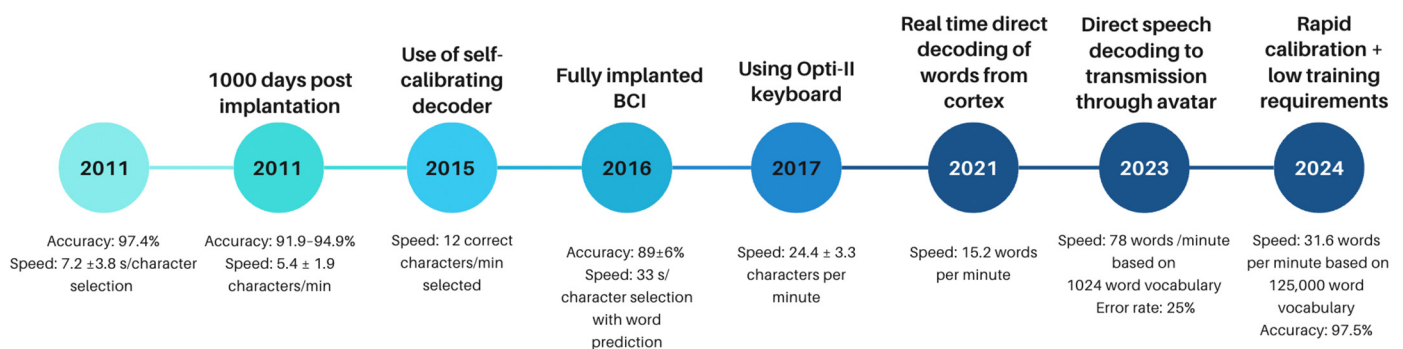 1000 days post
implantation
Use of self-
calibrating
decoder
Fully implanted
BCI
Using Opti-II
keyboard
Real time direct
decoding of
words from
cortex
Direct speech
decoding to
transmission
through avatar
Rapid
calibration +
low training
requirements
2011
2011
2015
2016
2017
2021
2023
2024
Accuracy: 97.4%
Speed: 7.2 ±3.8 s/character
selection
Accuracy: 91.9–94.9%
Speed: 5.4 ± 1.9
characters/min
Speed: 12 correct
characters/min
selected
Accuracy: 89±6%
Speed: 33 s/
character selection
with word
prediction
Speed: 24.4 ± 3.3
characters per
minute
Speed: 15.2 words
per minute
Speed: 78 words /minute
based on
1024 word vocabulary
Error rate: 25%
Speed: 31.6 words
per minute based on
125,000 word
vocabulary
Accuracy: 97.5%